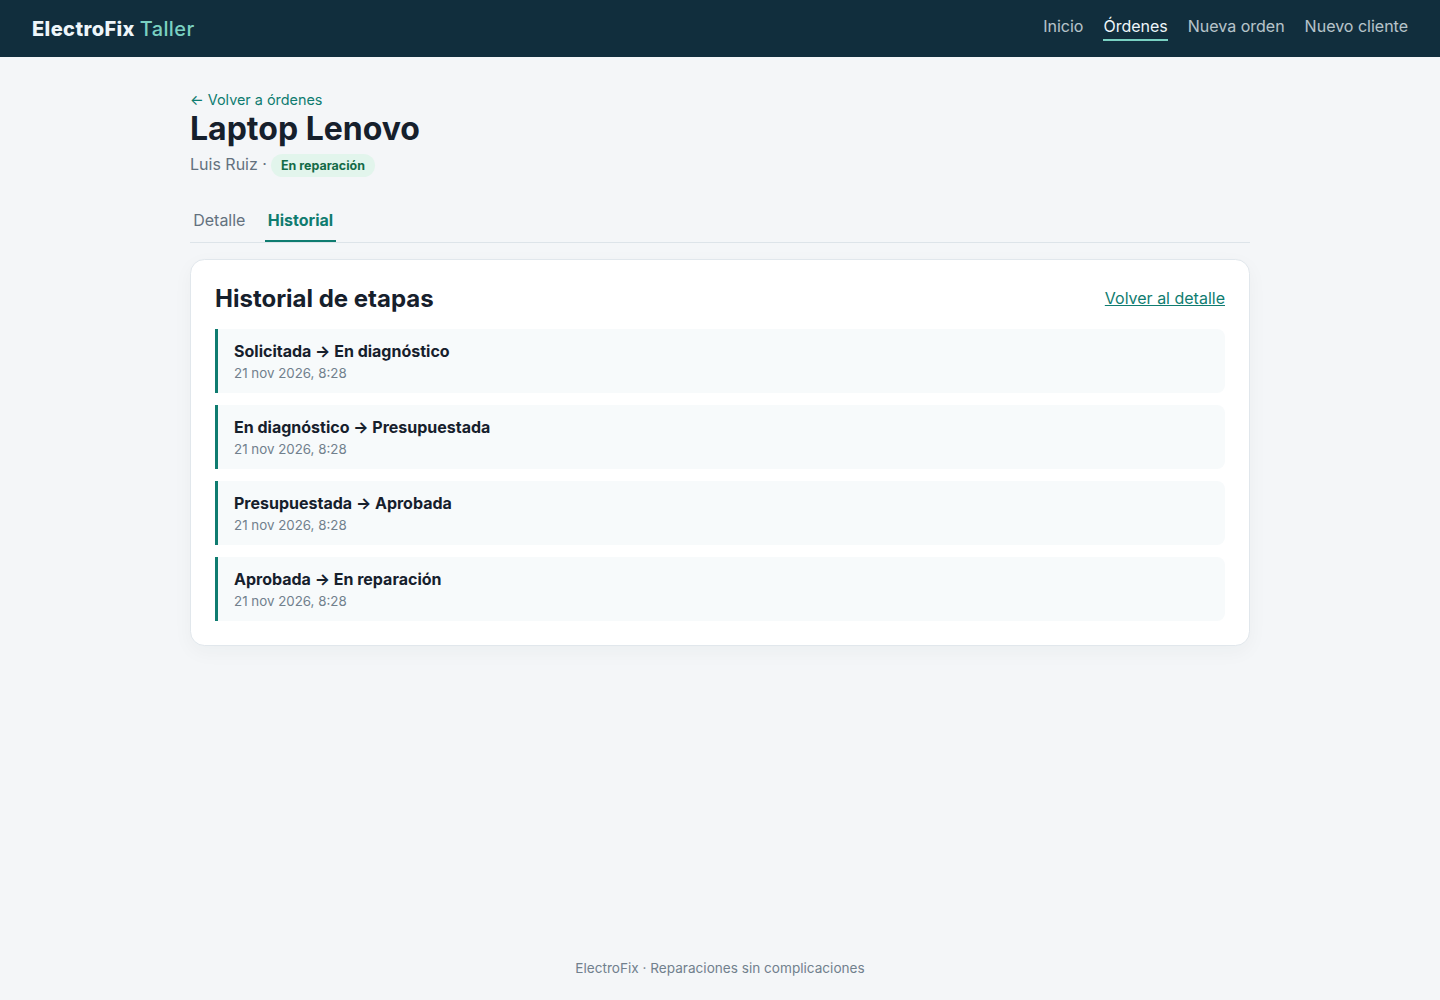 ElectroFix Taller
Inicio Órdenes Nueva orden Nuevo cliente
← Volver a órdenes
Laptop Lenovo
Luis Ruiz · En reparación
Detalle Historial
Historial de etapas Volver al detalle
Solicitada → En diagnóstico
21 nov 2026, 8:28
En diagnóstico → Presupuestada
21 nov 2026, 8:28
Presupuestada → Aprobada
21 nov 2026, 8:28
Aprobada → En reparación
21 nov 2026, 8:28
ElectroFix · Reparaciones sin complicaciones